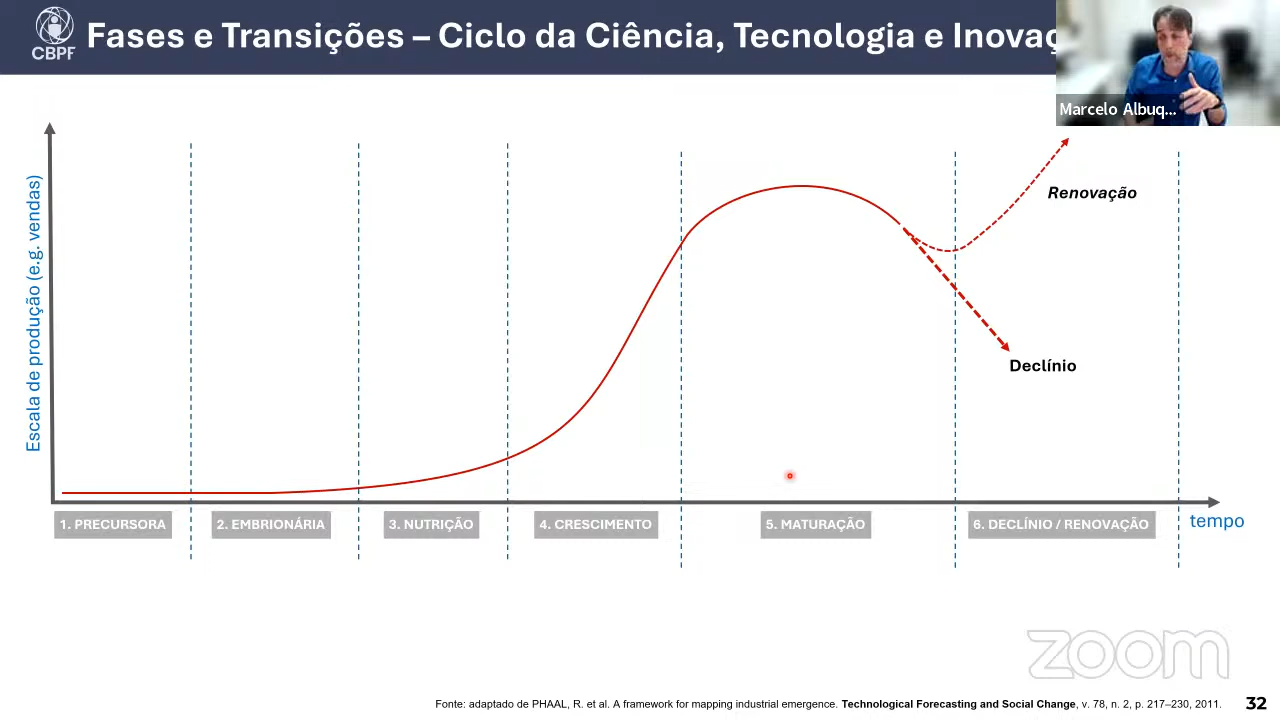 CBPF
Fases e Transições – Ciclo da Ciência, Tecnologia e Inovaç
Marcelo Albuq...
Escala de produção (e.g. vendas)
Renovação
Declínio
1. PRECURSORA
2. EMBRIONÁRIA
3. NUTRIÇÃO
4. CRESCIMENTO
5. MATURAÇÃO
6. DECLÍNIO / RENOVAÇÃO
tempo
zoom
Fonte: adaptado de PHAAL, R. et al. A framework for mapping industrial emergence. Technological Forecasting and Social Change, v. 78, n. 2, p. 217–230, 2011.
32